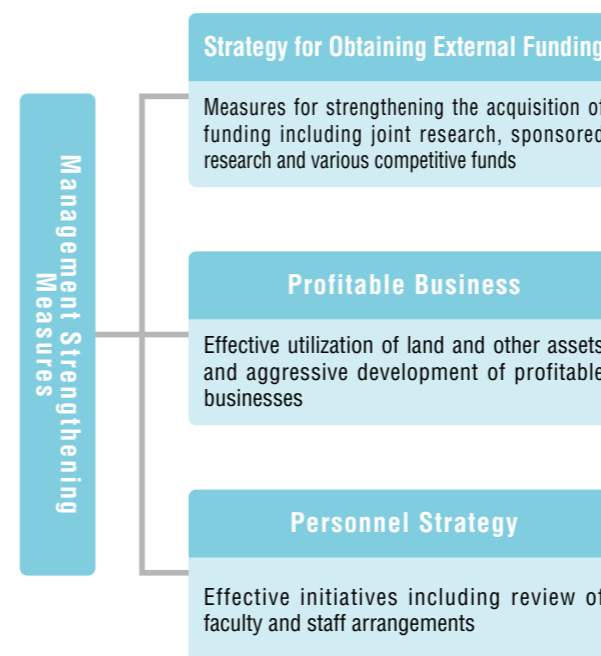 Management Strengthening
Measures
Strategy for Obtaining External Funding
Measures for strengthening the acquisition of
funding including joint research, sponsored
research and various competitive funds
Profitable Business
Effective utilization of land and other assets
and aggressive development of profitable
businesses
Personnel Strategy
Effective initiatives including review of
faculty and staff arrangements